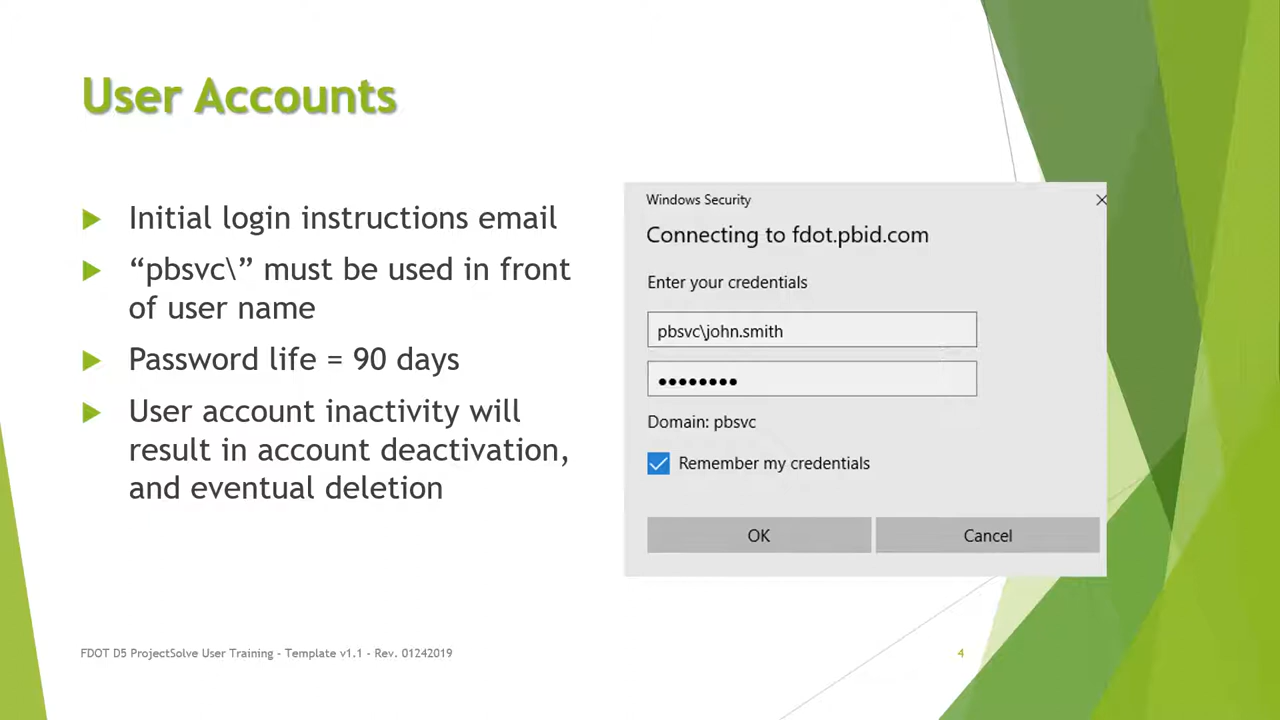 User Accounts
Initial login instructions email
“pbsvc\” must be used in front
of user name
Password life = 90 days
User account inactivity will
result in account deactivation,
and eventual deletion
Windows Security
Connecting to fdot.pbid.com
Enter your credentials
pbsvc\john.smith
••••••••
Domain: pbsvc
Remember my credentials
OK
Cancel
FDOT D5 ProjectSolve User Training - Template v1.1 - Rev. 01242019
4